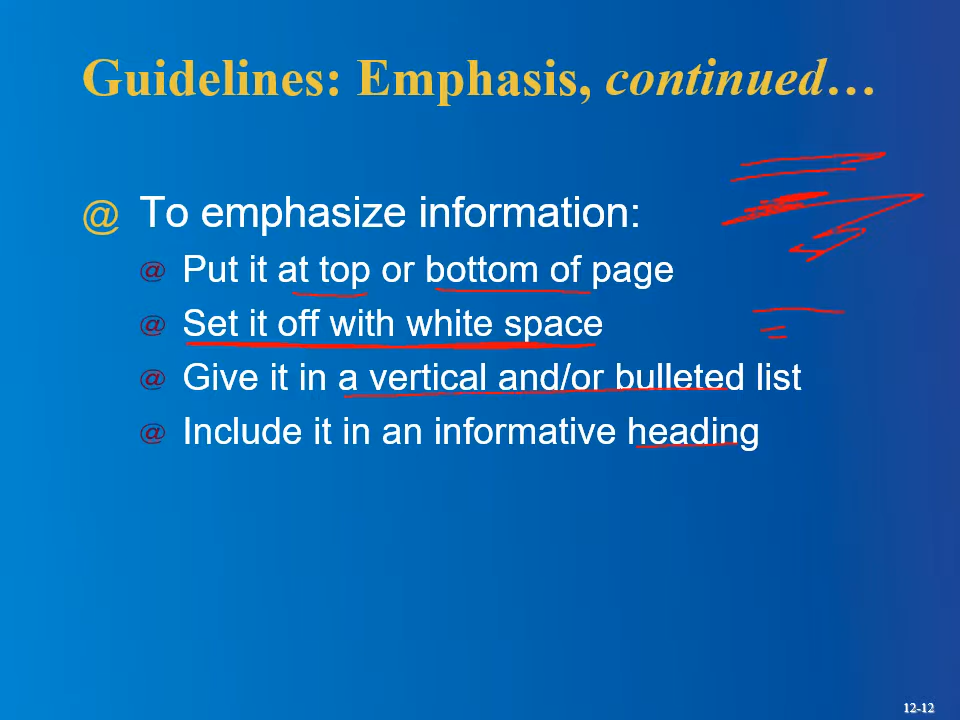 Guidelines: Emphasis, continued…
@ To emphasize information:
@ Put it at top or bottom of page
@ Set it off with white space
@ Give it in a vertical and/or bulleted list
@ Include it in an informative heading
12-12